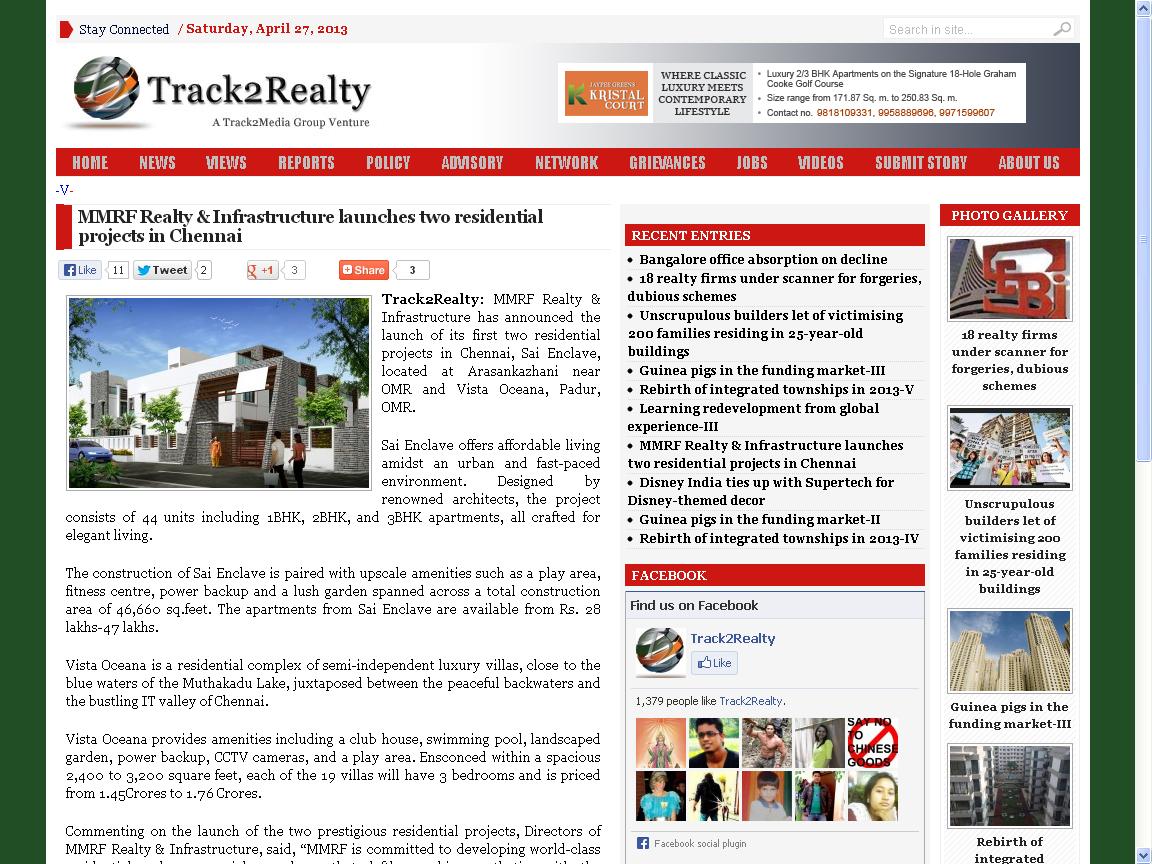 Stay Connected / Saturday, April 27, 2013
Search in site...
Track2Realty
A Track2Media Group Venture
JAYPEE GREENS
KRISTAL
COURT
WHERE CLASSIC
LUXURY MEETS
CONTEMPORARY
LIFESTYLE
• Luxury 2/3 BHK Apartments on the Signature 18-Hole Graham
Cooke Golf Course
• Size range from 171.87 Sq. m. to 250.83 Sq. m.
• Contact no. 9818109331, 9958889696, 9971599607
HOME NEWS VIEWS REPORTS POLICY ADVISORY NETWORK GRIEVANCES JOBS VIDEOS SUBMIT STORY ABOUT US
-V-
MMRF Realty & Infrastructure launches two residential
projects in Chennai
Like 11 Tweet 2 +1 3 Share 3
Track2Realty: MMRF Realty &
Infrastructure has announced the
launch of its first two residential
projects in Chennai, Sai Enclave,
located at Arasankazhani near
OMR and Vista Oceana, Padur,
OMR.
Sai Enclave offers affordable living
amidst an urban and fast-paced
environment. Designed by
renowned architects, the project
consists of 44 units including 1BHK, 2BHK, and 3BHK apartments, all crafted for
elegant living.
The construction of Sai Enclave is paired with upscale amenities such as a play area,
fitness centre, power backup and a lush garden spanned across a total construction
area of 46,660 sq.feet. The apartments from Sai Enclave are available from Rs. 28
lakhs-47 lakhs.
Vista Oceana is a residential complex of semi-independent luxury villas, close to the
blue waters of the Muthakadu Lake, juxtaposed between the peaceful backwaters and
the bustling IT valley of Chennai.
Vista Oceana provides amenities including a club house, swimming pool, landscaped
garden, power backup, CCTV cameras, and a play area. Ensconced within a spacious
2,400 to 3,200 square feet, each of the 19 villas will have 3 bedrooms and is priced
from 1.45Crores to 1.76 Crores.
Commenting on the launch of the two prestigious residential projects, Directors of
MMRF Realty & Infrastructure, said, “MMRF is committed to developing world-class
RECENT ENTRIES
• Bangalore office absorption on decline
• 18 realty firms under scanner for forgeries,
dubious schemes
• Unscrupulous builders let of victimising
200 families residing in 25-year-old
buildings
• Guinea pigs in the funding market-III
• Rebirth of integrated townships in 2013-V
• Learning redevelopment from global
experience-III
• MMRF Realty & Infrastructure launches
two residential projects in Chennai
• Disney India ties up with Supertech for
Disney-themed decor
• Guinea pigs in the funding market-II
• Rebirth of integrated townships in 2013-IV
FACEBOOK
Find us on Facebook
Track2Realty
Like
1,379 people like Track2Realty.
SAY NO
TO
CHINESE
GOODS
Facebook social plugin
PHOTO GALLERY
18 realty firms
under scanner for
forgeries, dubious
schemes
Unscrupulous
builders let of
victimising 200
families residing
in 25-year-old
buildings
Guinea pigs in the
funding market-III
Rebirth of
integrated